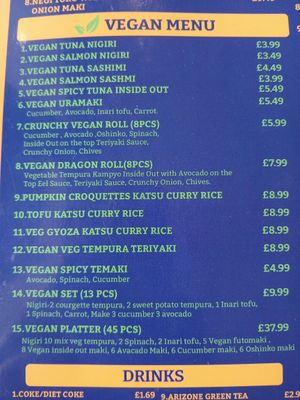 ONION MAKI
VEGAN MENU
1.VEGAN TUNA NIGIRI £3.99
2.VEGAN SALMON NIGIRI £3.49
3.VEGAN TUNA SASHIMI £4.49
4.VEGAN SALMON SASHMI £3.99
5.VEGAN SPICY TUNA INSIDE OUT £5.49
6.VEGAN URAMAKI £5.49
Cucumber, Avocado, Inari tofu, Carrot.
7.CRUNCHY VEGAN ROLL (8PCS) £5.99
Cucumber , Avocado ,Oshinko, Spinach,
Inside Out on the top Teriyaki Sauce,
Crunchy Onion, Chives
8.VEGAN DRAGON ROLL(8PCS) £7.99
Vegetable Tempura Kampyo Inside Out with Avocado on the
Top Eel Sauce, Teriyaki Sauce, Crunchy Onion, Chives.
9.PUMPKIN CROQUETTES KATSU CURRY RICE £8.99
10.TOFU KATSU CURRY RICE £8.99
11.VEG GYOZA KATSU CURRY RICE £8.99
12.VEGAN VEG TEMPURA TERIYAKI £8.99
13.VEGAN SPICY TEMAKI £4.99
Avocado, Spinach, Cucumber
14.VEGAN SET (13 PCS) £9.99
Nigiri-2 courgette tempura, 2 sweet potato tempura, 1 Inari tofu,
1 Spinach, Carrot, Make 3 cucumber 3 avocado
15.VEGAN PLATTER (45 PCS) £37.99
Nigiri 10 mix veg tempura, 2 Spinach, 2 Inari tofu, 5 Vegan futomaki ,
8 Vegan inside out maki, 6 Avacado Maki, 6 Cucumber maki, 6 Oshinko maki
DRINKS
1.COKE/DIET COKE £1.69
9.ARIZONE GREEN TEA